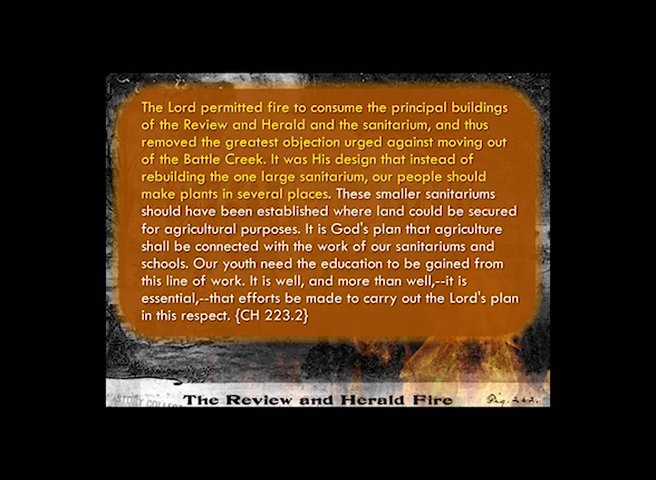 The Lord permitted fire to consume the principal buildings
of the Review and Herald and the sanitarium, and thus
removed the greatest objection urged against moving out
of the Battle Creek. It was His design that instead of
rebuilding the one large sanitarium, our people should
make plants in several places. These smaller sanitariums
should have been established where land could be secured
for agricultural purposes. It is God's plan that agriculture
shall be connected with the work of our sanitariums and
schools. Our youth need the education to be gained from
this line of work. It is well, and more than well,--it is
essential,--that efforts be made to carry out the Lord's plan
in this respect. {CH 223.2}
The Review and Herald Fire
Fig. 262.